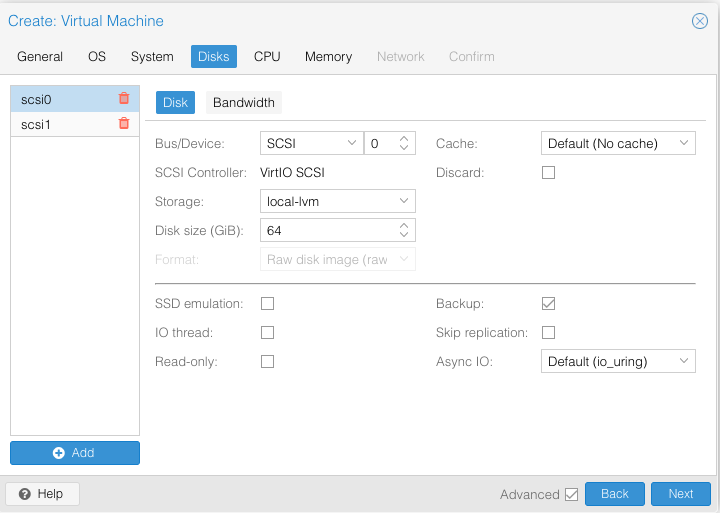 Create: Virtual Machine
General OS System Disks CPU Memory Network Confirm
scsi0
scsi1
Add
Disk Bandwidth
Bus/Device: SCSI 0 Cache: Default (No cache)
SCSI Controller: VirtIO SCSI Discard:
Storage: local-lvm
Disk size (GiB): 64
Format: Raw disk image (raw
SSD emulation: Backup:
IO thread: Skip replication:
Read-only: Async IO: Default (io_uring)
Help Advanced Back Next